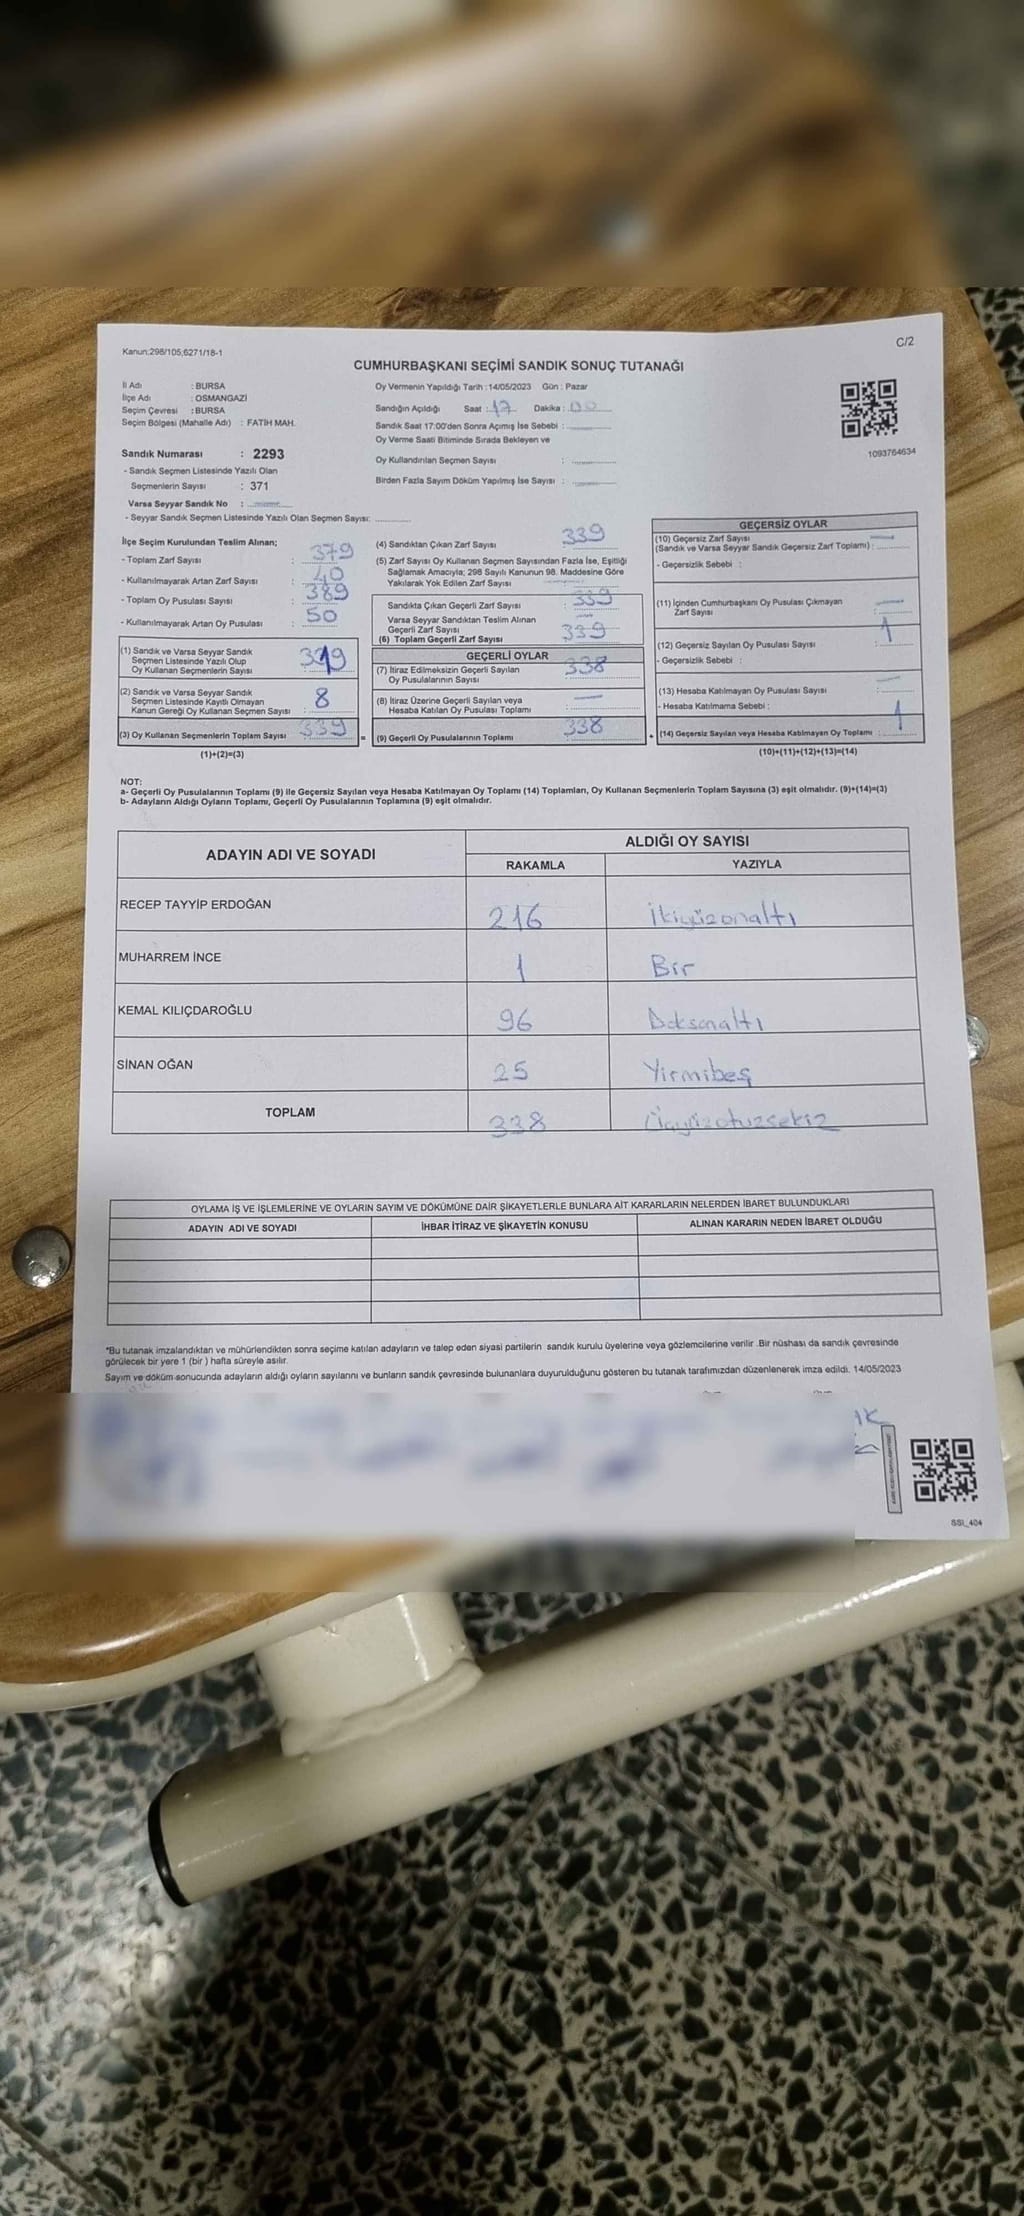 Kanun:298/105;6271/18-1
C/2
CUMHURBAŞKANI SEÇİMİ SANDIK SONUÇ TUTANAĞI
İl Adı : BURSA
İlçe Adı : OSMANGAZİ
Seçim Çevresi : BURSA
Seçim Bölgesi (Mahalle Adı) : FATİH MAH.
Sandık Numarası : 2293
- Sandık Seçmen Listesinde Yazılı Olan
Seçmenlerin Sayısı : 371
Varsa Seyyar Sandık No :
- Seyyar Sandık Seçmen Listesinde Yazılı Olan Seçmen Sayısı:
Oy Vermenin Yapıldığı Tarih : 14/05/2023 Gün : Pazar
Sandığın Açıldığı Saat : 17 Dakika : 00
Sandık Saat 17:00'den Sonra Açımış İse Sebebi :
Oy Verme Saati Bitiminde Sırada Bekleyen ve
Oy Kullandırılan Seçmen Sayısı :
Birden Fazla Sayım Döküm Yapılmış İse Sayısı :
1093764634
İlçe Seçim Kurulundan Teslim Alınan;
- Toplam Zarf Sayısı : 379
- Kullanılmayarak Artan Zarf Sayısı : 40
- Toplam Oy Pusulası Sayısı : 389
- Kullanılmayarak Artan Oy Pusulası : 50
(1) Sandık ve Varsa Seyyar Sandık
Seçmen Listesinde Yazılı Olup
Oy Kullanan Seçmenlerin Sayısı
(2) Sandık ve Varsa Seyyar Sandık
Seçmen Listesinde Kayıtlı Olmayan
Kanun Gereği Oy Kullanan Seçmen Sayısı : 8
(3) Oy Kullanan Seçmenlerin Toplam Sayısı : 339
(1)+(2)=(3)
(4) Sandıktan Çıkan Zarf Sayısı 339
(5) Zarf Sayısı Oy Kullanan Seçmen Sayısından Fazla İse, Eşitliği
Sağlamak Amacıyla; 298 Sayılı Kanunun 98. Maddesine Göre
Yakılarak Yok Edilen Zarf Sayısı
Sandıkta Çıkan Geçerli Zarf Sayısı : 339
Varsa Seyyar Sandıktan Teslim Alınan
Geçerli Zarf Sayısı
(6) Toplam Geçerli Zarf Sayısı 339
GEÇERLİ OYLAR
(7) İtiraz Edilmeksizin Geçerli Sayılan
Oy Pusulalarının Sayısı : 338
(8) İtiraz Üzerine Geçerli Sayılan veya
Hesaba Katılan Oy Pusulası Toplamı :
= (9) Geçerli Oy Pusulalarının Toplamı : 338
GEÇERSİZ OYLAR
(10) Geçersiz Zarf Sayısı
(Sandık ve Varsa Seyyar Sandık Geçersiz Zarf Toplamı) :
- Geçersizlik Sebebi :
(11) İçinden Cumhurbaşkanı Oy Pusulası Çıkmayan
Zarf Sayısı :
(12) Geçersiz Sayılan Oy Pusulası Sayısı : 1
- Geçersizlik Sebebi :
(13) Hesaba Katılmayan Oy Pusulası Sayısı :
- Hesaba Katılmama Sebebi :
+ (14) Geçersiz Sayılan veya Hesaba Katılmayan Oy Toplamı : 1
(10)+(11)+(12)+(13)=(14)
NOT:
a- Geçerli Oy Pusulalarının Toplamı (9) ile Geçersiz Sayılan veya Hesaba Katılmayan Oy Toplamı (14) Toplamları, Oy Kullanan Seçmenlerin Toplam Sayısına (3) eşit olmalıdır. (9)+(14)=(3)
b- Adayların Aldığı Oyların Toplamı, Geçerli Oy Pusulalarının Toplamına (9) eşit olmalıdır.
ADAYIN ADI VE SOYADI
ALDIĞI OY SAYISI
RAKAMLA YAZIYLA
RECEP TAYYİP ERDOĞAN 216 İkiyüzonaltı
MUHARREM İNCE 1 Bir
KEMAL KILIÇDAROĞLU 96 Doksanaltı
SİNAN OĞAN 25 Yirmibeş
TOPLAM 338 Üçyüzotuzsekiz
OYLAMA İŞ VE İŞLEMLERİNE VE OYLARIN SAYIM VE DÖKÜMÜNE DAİR ŞİKAYETLERLE BUNLARA AİT KARARLARIN NELERDEN İBARET BULUNDUKLARI
ADAYIN ADI VE SOYADI İHBAR İTİRAZ VE ŞİKAYETİN KONUSU ALINAN KARARIN NEDEN İBARET OLDUĞU
*Bu tutanak imzalandıktan ve mühürlendikten sonra seçime katılan adayların ve talep eden siyasi partilerin sandık kurulu üyelerine veya gözlemcilerine verilir .Bir nüshası da sandık çevresinde
görülecek bir yere 1 (bir ) hafta süreyle asılır.
Sayım ve döküm sonucunda adayların aldığı oyların sayılarını ve bunların sandık çevresinde bulunanlara duyurulduğunu gösteren bu tutanak tarafımızdan düzenlenerek imza edildi. 14/05/2023
SSI_404